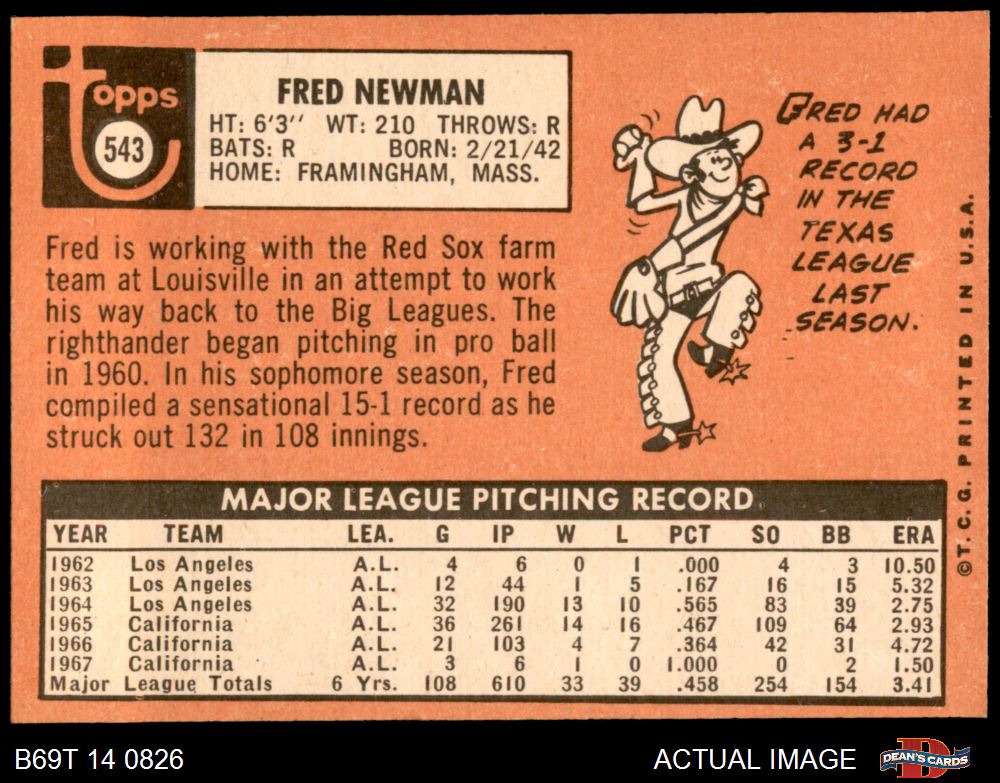 Topps
543
FRED NEWMAN
HT: 6'3" WT: 210 THROWS: R
BATS: R BORN: 2/21/42
HOME: FRAMINGHAM, MASS.
Fred is working with the Red Sox farm
team at Louisville in an attempt to work
his way back to the Big Leagues. The
righthander began pitching in pro ball
in 1960. In his sophomore season, Fred
compiled a sensational 15-1 record as he
struck out 132 in 108 innings.
FRED HAD
A 3-1
RECORD
IN THE
TEXAS
LEAGUE
LAST
SEASON.
©T. C. G. PRINTED IN U.S.A.
MAJOR LEAGUE PITCHING RECORD
YEAR TEAM LEA. G IP W L PCT SO BB ERA
1962 Los Angeles A.L. 4 6 0 1 .000 4 3 10.50
1963 Los Angeles A.L. 12 44 1 5 .167 16 15 5.32
1964 Los Angeles A.L. 32 190 13 10 .565 83 39 2.75
1965 California A.L. 36 261 14 16 .467 109 64 2.93
1966 California A.L. 21 103 4 7 .364 42 31 4.72
1967 California A.L. 3 6 1 0 1.000 0 2 1.50
Major League Totals 6 Yrs. 108 610 33 39 .458 254 154 3.41
B69T 14 0826
ACTUAL IMAGE
DEAN'S CARDS